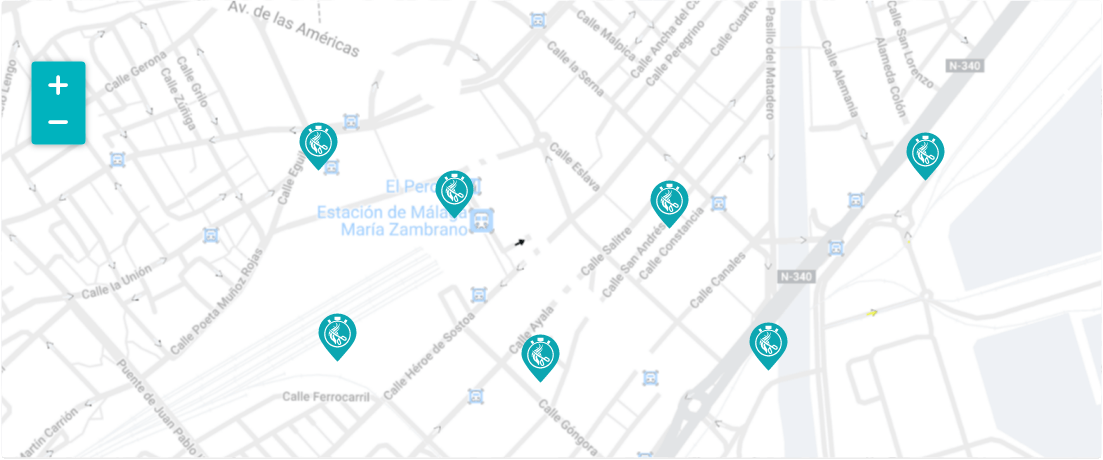 Av. de las
Américas
Calle Malpica
Calle Ancha del C
Calle Peregrino
Calle Cuarte
Pasillo del Matadero
Calle San Lorenzo
Alameda Colón
Calle Alemania
N-340
Calle la Serna
Lengo
Calle Gerona
Calle Grilo
Calle Zúñiga
+
−
Calle Eguil
Calle Eslava
El Perc
Estación de Málaga
María Zambrano
Calle Salitre
Calle San Andrés
Calle Constancia
Calle Canales
N-340
Calle la Unión
Calle Poeta Muñoz Rojas
Calle Héroe de Sostoa
Calle Ayala
Calle Ferrocarril
Puente de Juan Pablo
Martín Carrión
Calle Góngora